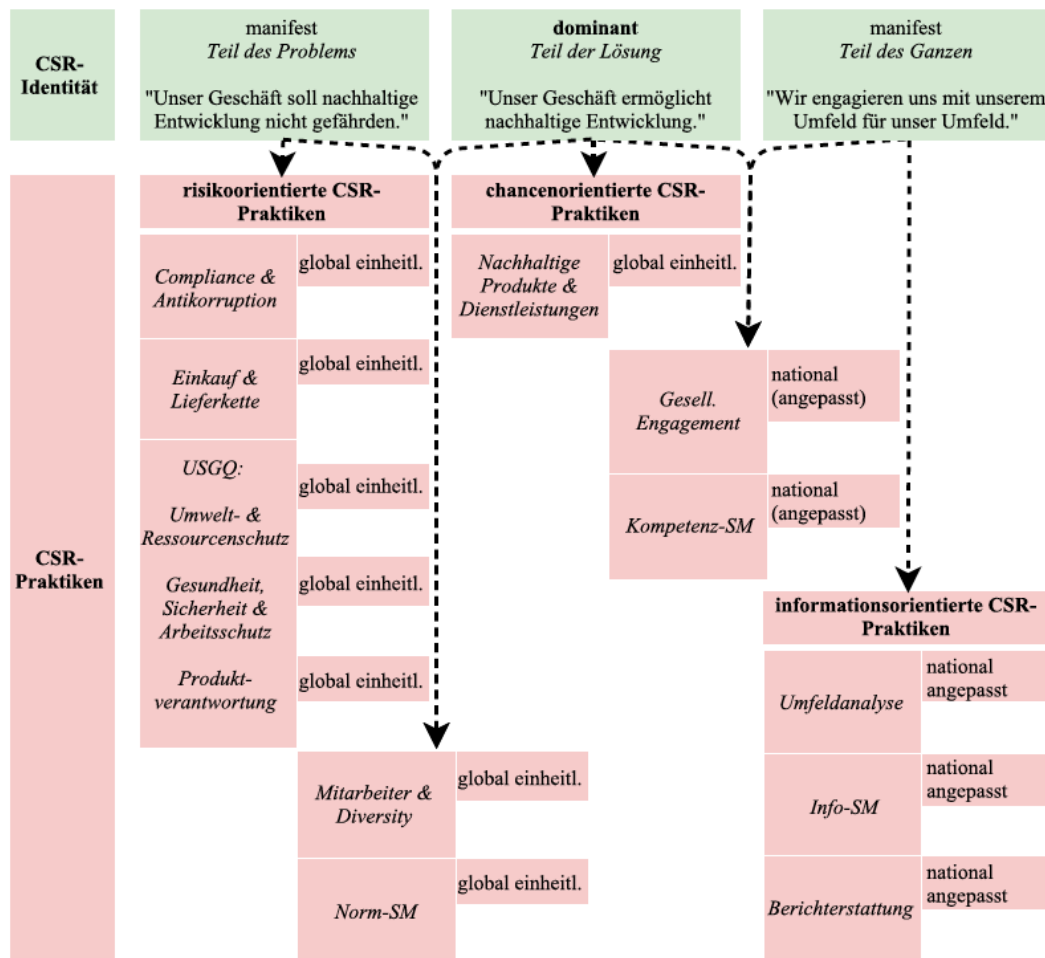 CSR-
Identität
manifest
Teil des Problems
"Unser Geschäft soll nachhaltige
Entwicklung nicht gefährden."
dominant
Teil der Lösung
"Unser Geschäft ermöglicht
nachhaltige Entwicklung."
manifest
Teil des Ganzen
"Wir engagieren uns mit unserem
Umfeld für unser Umfeld."
CSR-
Praktiken
risikoorientierte CSR-
Praktiken
Compliance &
Antikorruption
global einheitl.
Einkauf &
Lieferkette
global einheitl.
USGQ:
Umwelt- &
Ressourcenschutz
global einheitl.
Gesundheit,
Sicherheit &
Arbeitsschutz
global einheitl.
Produkt-
verantwortung
global einheitl.
Mitarbeiter &
Diversity
global einheitl.
Norm-SM
global einheitl.
chancenorientierte CSR-
Praktiken
Nachhaltige
Produkte &
Dienstleistungen
global einheitl.
Gesell.
Engagement
national
(angepasst)
Kompetenz-SM
national
(angepasst)
informationsorientierte CSR-
Praktiken
Umfeldanalyse
national
angepasst
Info-SM
national
angepasst
Berichterstattung
national
angepasst